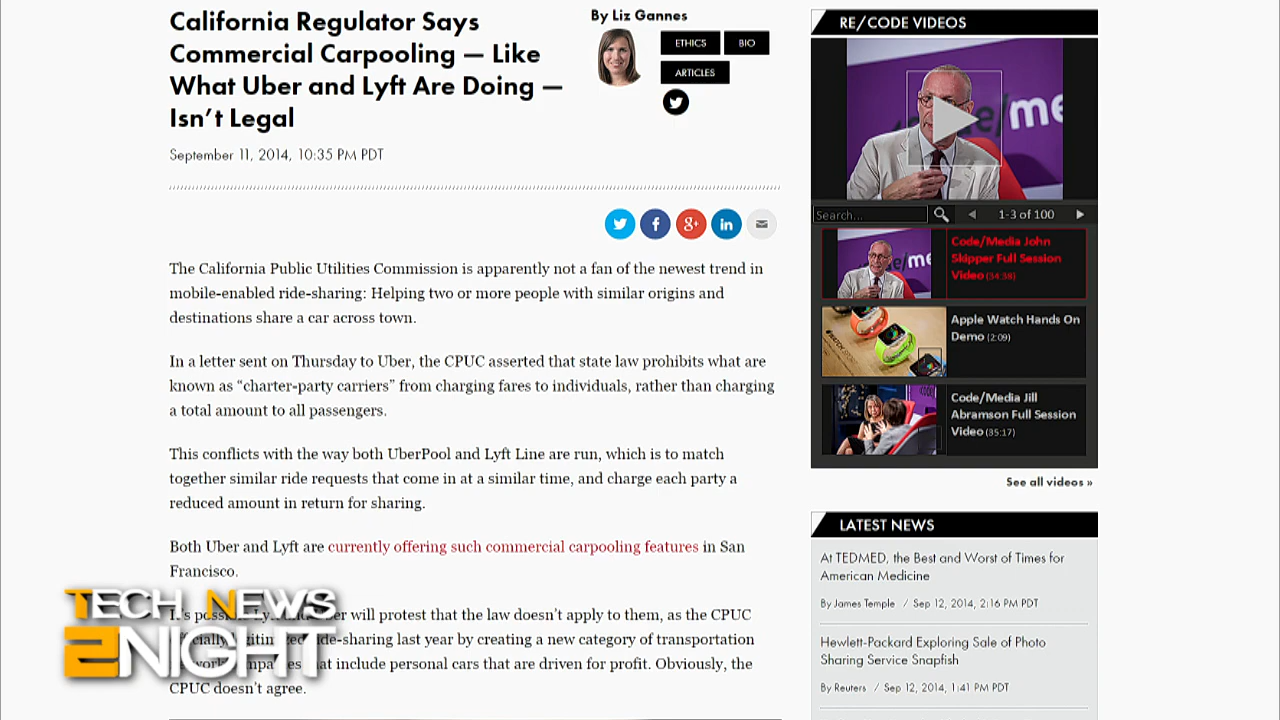 California Regulator Says
Commercial Carpooling — Like
What Uber and Lyft Are Doing —
Isn't Legal
September 11, 2014, 10:35 PM PDT
By Liz Gannes
ETHICS
BIO
ARTICLES
The California Public Utilities Commission is apparently not a fan of the newest trend in
mobile-enabled ride-sharing: Helping two or more people with similar origins and
destinations share a car across town.
In a letter sent on Thursday to Uber, the CPUC asserted that state law prohibits what are
known as “charter-party carriers” from charging fares to individuals, rather than charging
a total amount to all passengers.
This conflicts with the way both UberPool and Lyft Line are run, which is to match
together similar ride requests that come in at a similar time, and charge each party a
reduced amount in return for sharing.
Both Uber and Lyft are currently offering such commercial carpooling features in San
Francisco.
will protest that the law doesn't apply to them, as the CPUC
ride-sharing last year by creating a new category of transportation
that include personal cars that are driven for profit. Obviously, the
CPUC doesn't agree.
TECH NEWS
2NIGHT
RE/CODE VIDEOS
Search...
1-3 of 100
Code/Media John
Skipper Full Session
Video (34:38)
Apple Watch Hands On
Demo (2:09)
Code/Media Jill
Abramson Full Session
Video (35:17)
See all videos »
LATEST NEWS
At TEDMED, the Best and Worst of Times for
American Medicine
By James Temple / Sep 12, 2014, 2:16 PM PDT
Hewlett-Packard Exploring Sale of Photo
Sharing Service Snapfish
By Reuters / Sep 12, 2014, 1:41 PM PDT